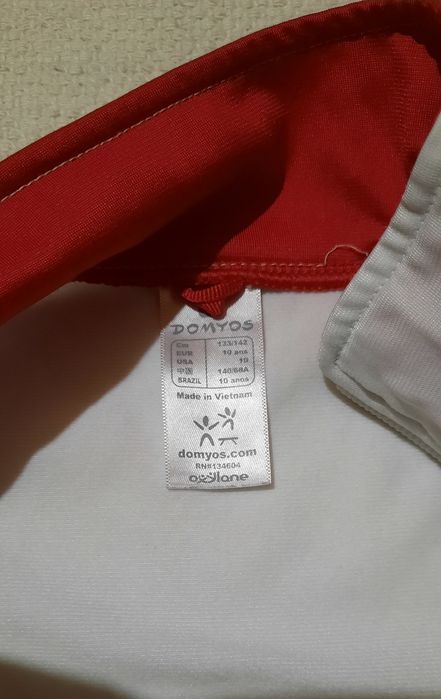 DOMYOS
Cm 133/142
EUR 10 ans
USA 10
中国 140/68A
BRAZIL 10 anos
Made in Vietnam
domyos.com
RN#134604
oxylane